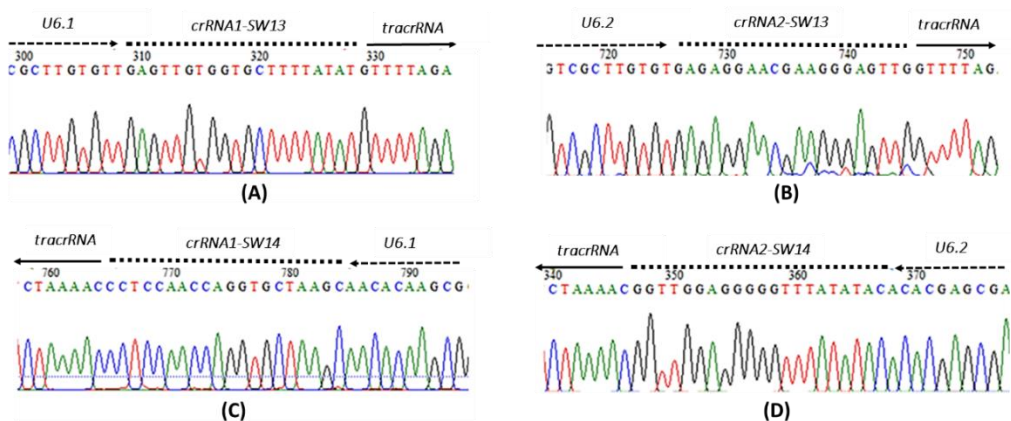 U6.1 crRNA1-SW13 tracrRNA
300 310 320 330
CGCTTGTGTTGAGTTGTGGTGCTTTTATATGTTTTAGA
(A)
U6.2 crRNA2-SW13 tracrRNA
720 730 740 750
GTCGCTTGTGTGAGAGGAACGAAGGGAGTTGGTTTTAG
(B)
tracrRNA crRNA1-SW14 U6.1
760 770 780 790
CTAAAACCCTCCAACCAGGTGCTAAGCAACACAAGCG
(C)
tracrRNA crRNA2-SW14 U6.2
340 350 360 370
CTAAAACGGTTGGAGGGGGTTTATATACACACGAGCGA
(D)